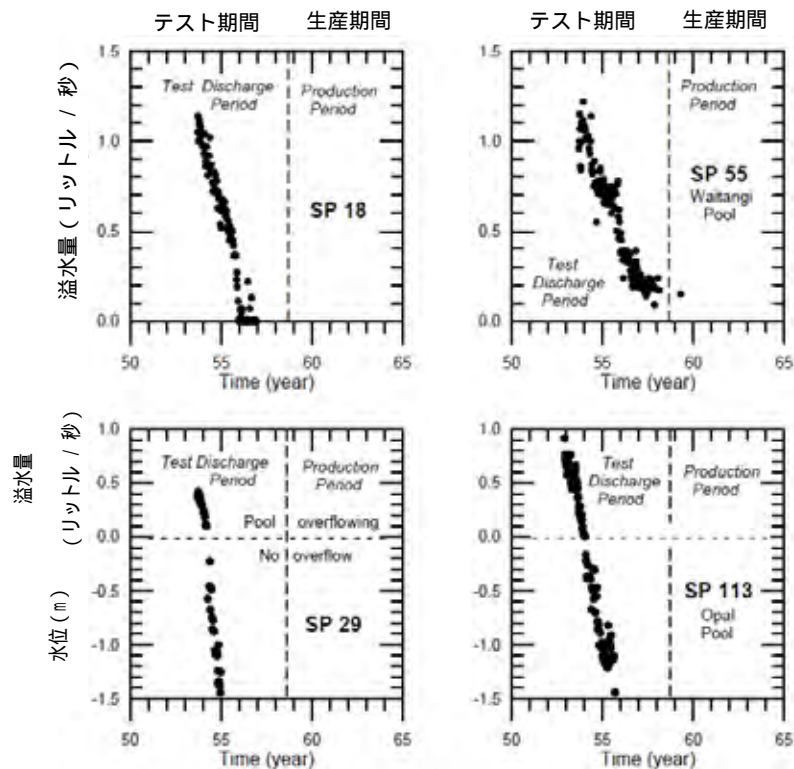 テスト期間 生産期間 テスト期間 生産期間
溢水量(リットル / 秒)
1.5
1.0
0.5
0.0
Test Discharge
Period
Production
Period
SP 18
50 55 60 65
Time (year)
1.5
1.0
0.5
0.0
Production
Period
SP 55
Waitangi
Pool
Test
Discharge
Period
50 55 60 65
Time (year)
溢水量
(リットル / 秒)
水位(m)
1.0
0.5
0.0
-0.5
-1.0
-1.5
Test Discharge
Period
Production
Period
Pool overflowing
No overflow
SP 29
50 55 60 65
Time (year)
1.0
0.5
0.0
-0.5
-1.0
-1.5
Test
Discharge
Period
Production
Period
SP 113
Opal
Pool
50 55 60 65
Time (year)